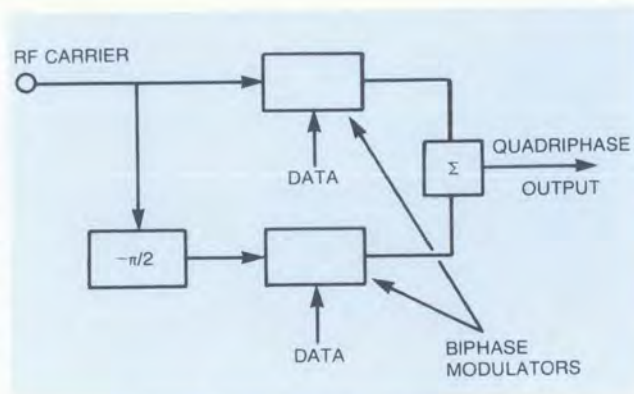 RF CARRIER
DATA
Σ
QUADRIPHASE
OUTPUT
−π/2
DATA
BIPHASE
MODULATORS